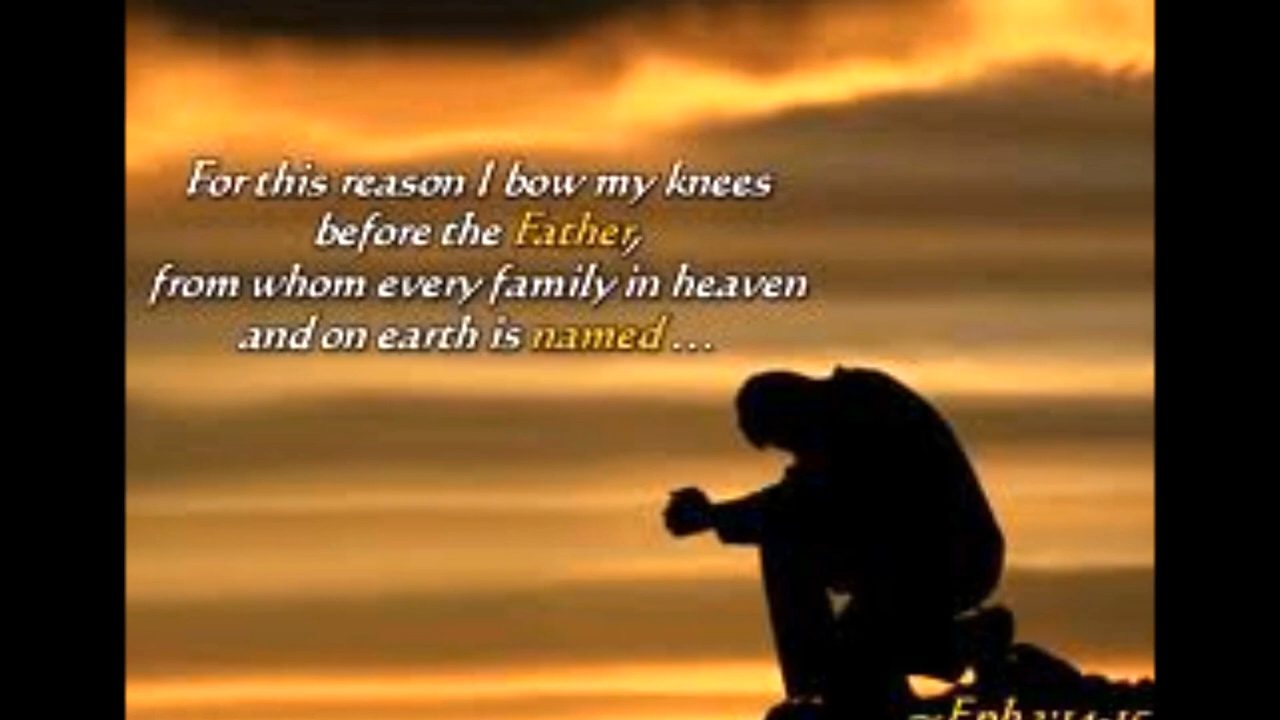 For this reason I bow my knees
before the Father,
from whom every family in heaven
and on earth is named ...